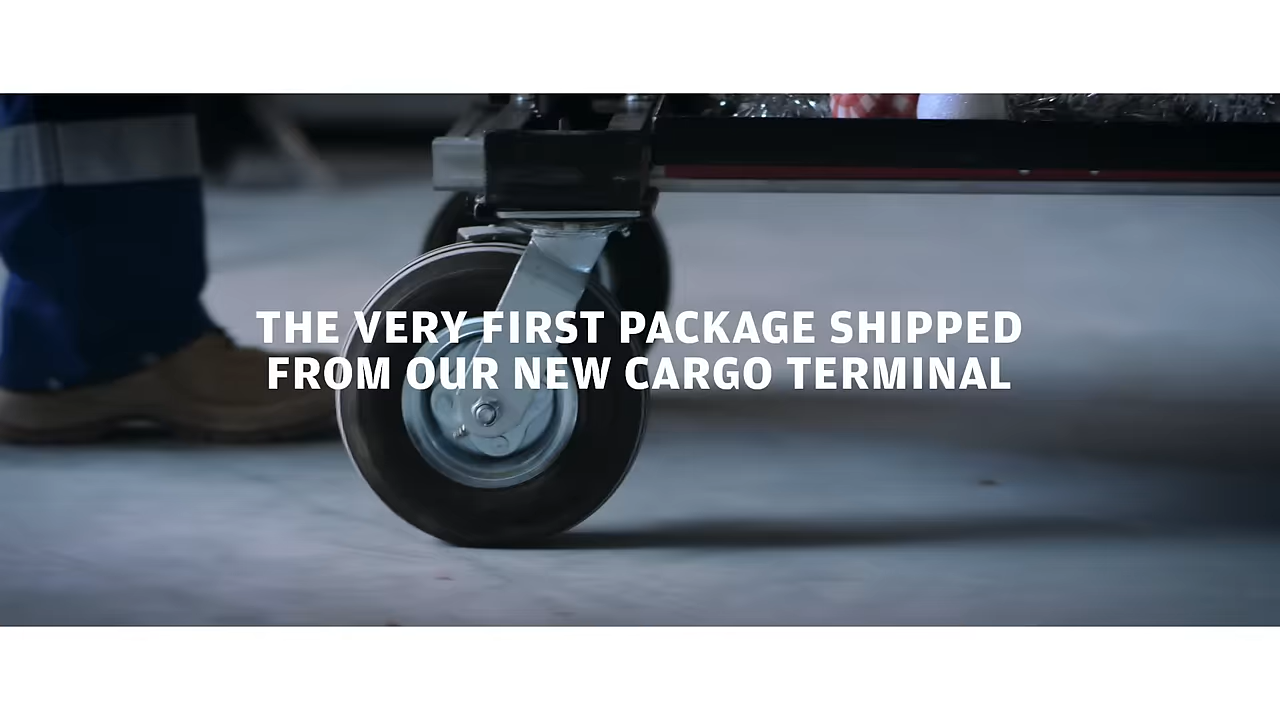 THE VERY FIRST PACKAGE SHIPPED
FROM OUR NEW CARGO TERMINAL